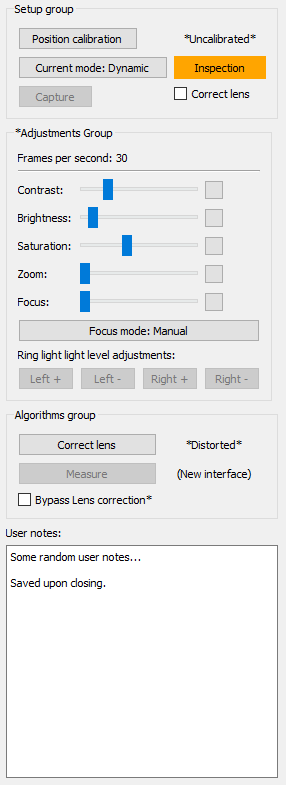 Setup group
Position calibration *Uncalibrated*
Current mode: Dynamic Inspection
Capture Correct lens
*Adjustments Group
Frames per second: 30
Contrast:
Brightness:
Saturation:
Zoom:
Focus:
Focus mode: Manual
Ring light light level adjustments:
Left + Left - Right + Right -
Algorithms group
Correct lens *Distorted*
Measure (New interface)
Bypass Lens correction*
User notes:
Some random user notes...
Saved upon closing.